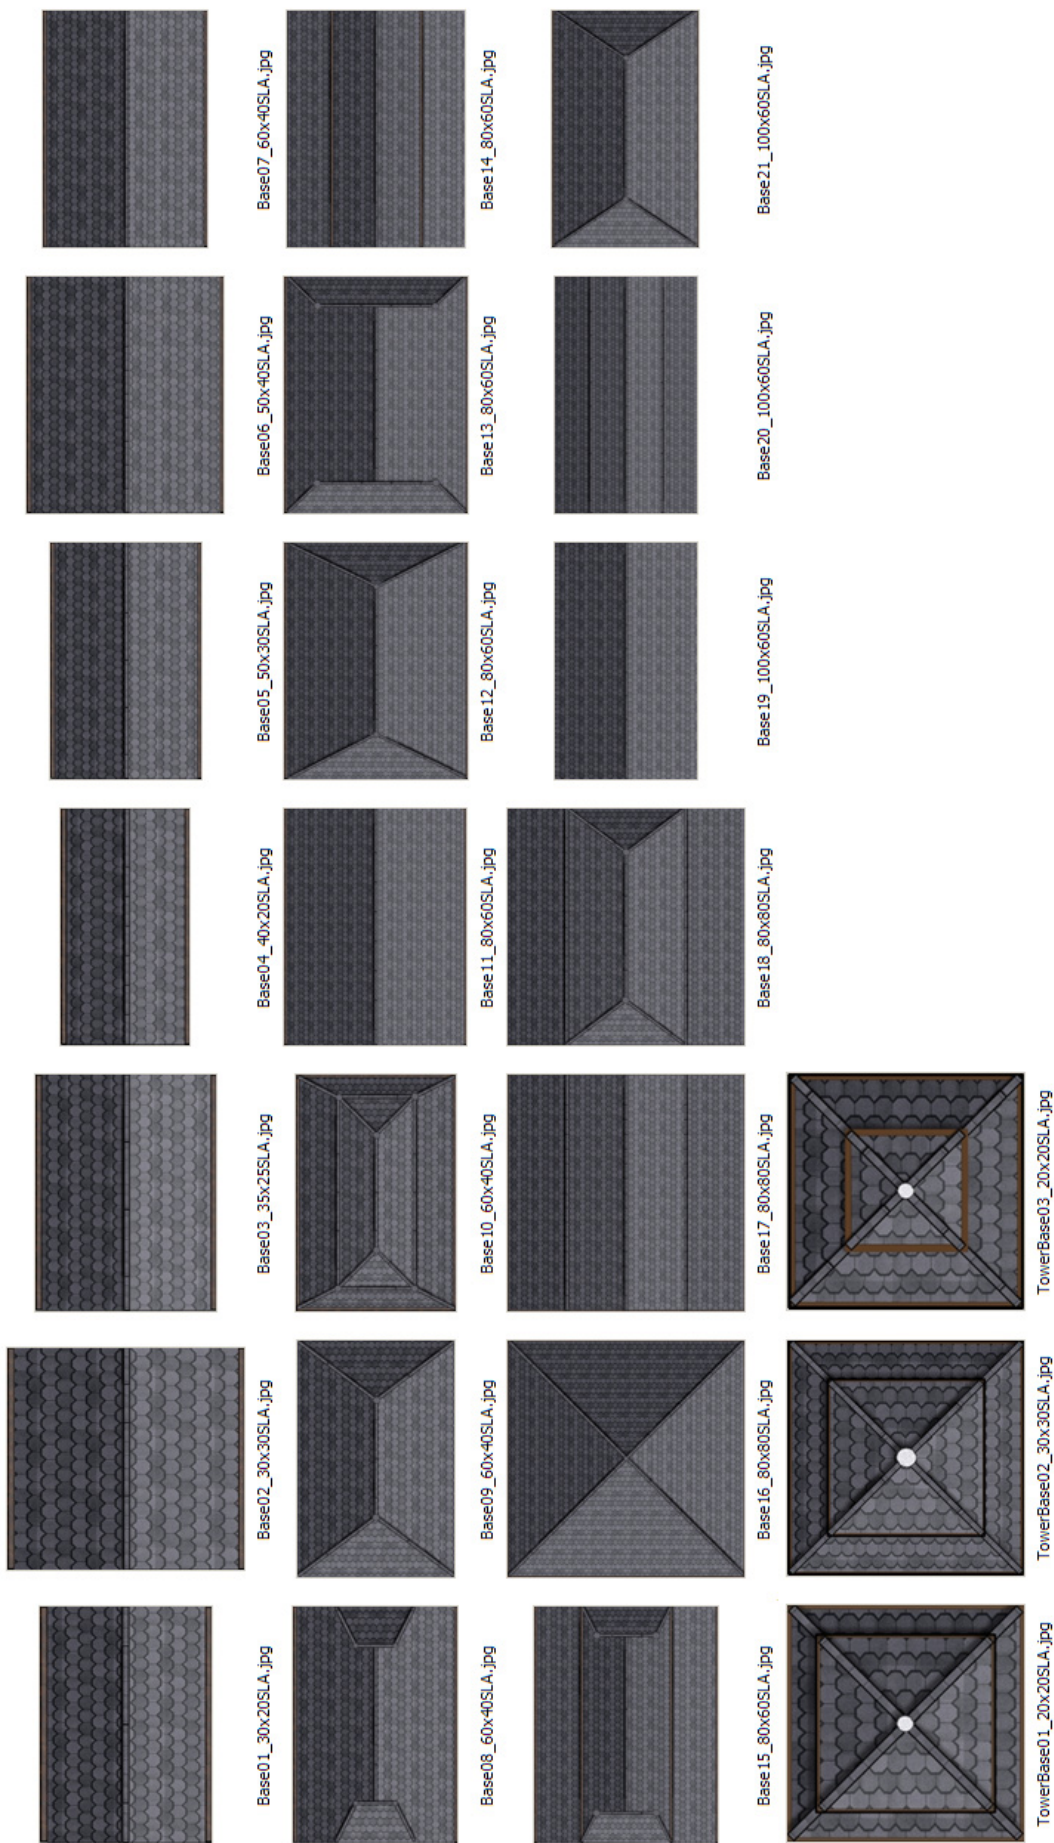 Base01_30x20SLA.jpg
Base02_30x30SLA.jpg
Base03_35x25SLA.jpg
Base04_40x20SLA.jpg
Base05_50x30SLA.jpg
Base06_50x40SLA.jpg
Base07_60x40SLA.jpg
Base08_60x40SLA.jpg
Base09_60x40SLA.jpg
Base10_60x40SLA.jpg
Base11_80x60SLA.jpg
Base12_80x60SLA.jpg
Base13_80x60SLA.jpg
Base14_80x60SLA.jpg
Base15_80x60SLA.jpg
Base16_80x80SLA.jpg
Base17_80x80SLA.jpg
Base18_80x80SLA.jpg
Base19_100x60SLA.jpg
Base20_100x60SLA.jpg
Base21_100x60SLA.jpg
TowerBase01_20x20SLA.jpg
TowerBase02_30x30SLA.jpg
TowerBase03_20x20SLA.jpg